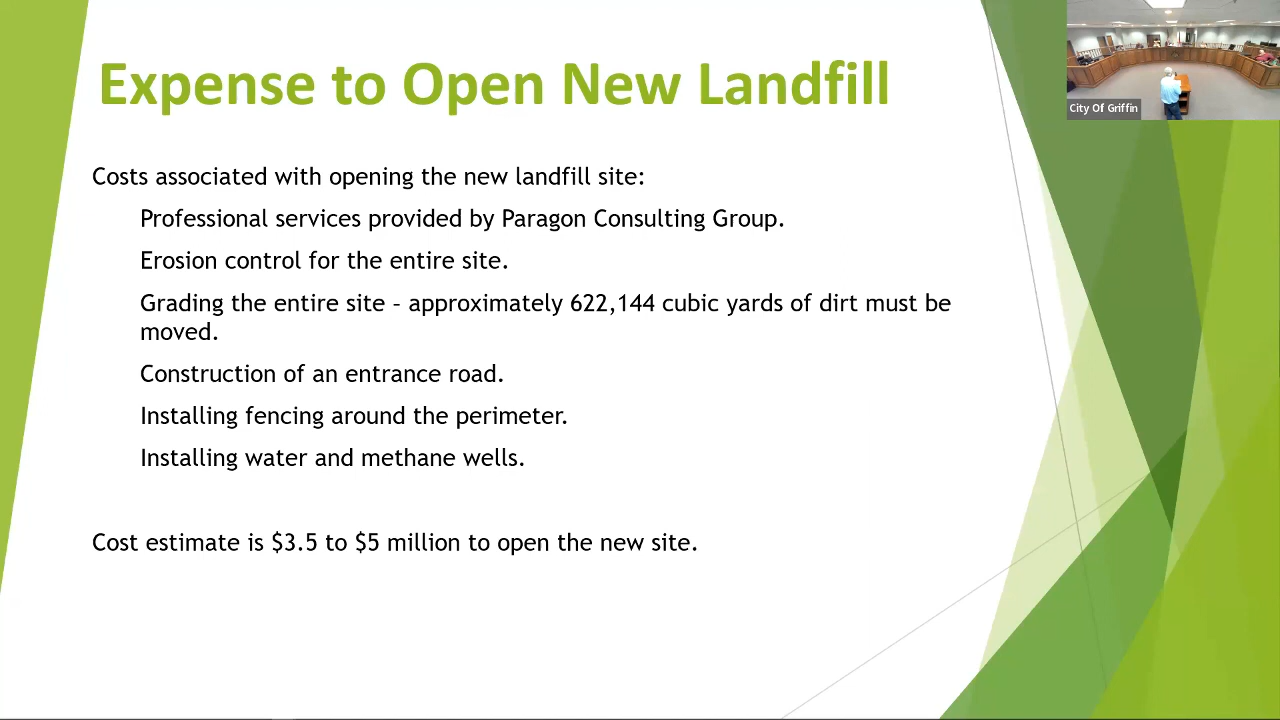 Expense to Open New Landfill
City Of Griffin
Costs associated with opening the new landfill site:
Professional services provided by Paragon Consulting Group.
Erosion control for the entire site.
Grading the entire site – approximately 622,144 cubic yards of dirt must be
moved.
Construction of an entrance road.
Installing fencing around the perimeter.
Installing water and methane wells.
Cost estimate is $3.5 to $5 million to open the new site.